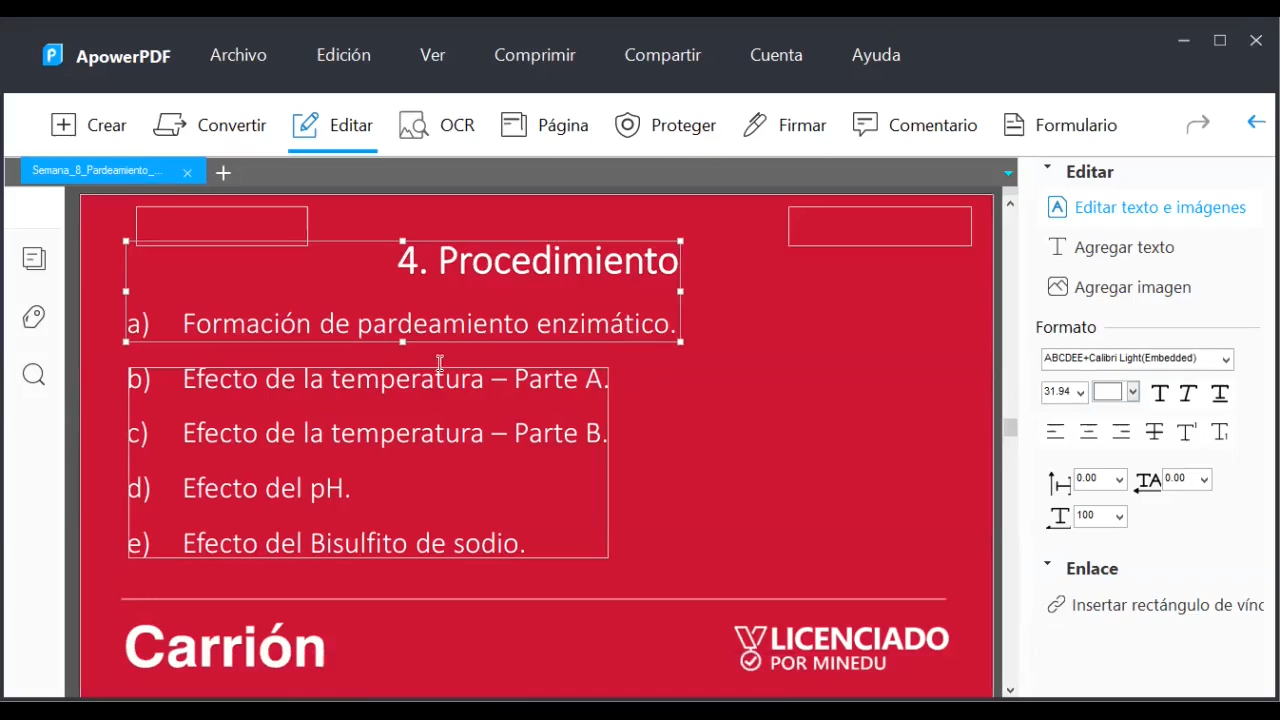 ApowerPDF Archivo Edición Ver Comprimir Compartir Cuenta Ayuda
Crear Convertir Editar OCR Página Proteger Firmar Comentario Formulario
Semana_8_Pardeamiento_...
Editar
Editar texto e imágenes
Agregar texto
Agregar imagen
Formato
ABCDEE+Calibri Light(Embedded)
31.94
0.00 0.00
100
Enlace
Insertar rectángulo de vínc
4. Procedimiento
a) Formación de pardeamiento enzimático.
b) Efecto de la temperatura – Parte A.
c) Efecto de la temperatura – Parte B.
d) Efecto del pH.
e) Efecto del Bisulfito de sodio.
Carrión
LICENCIADO
POR MINEDU